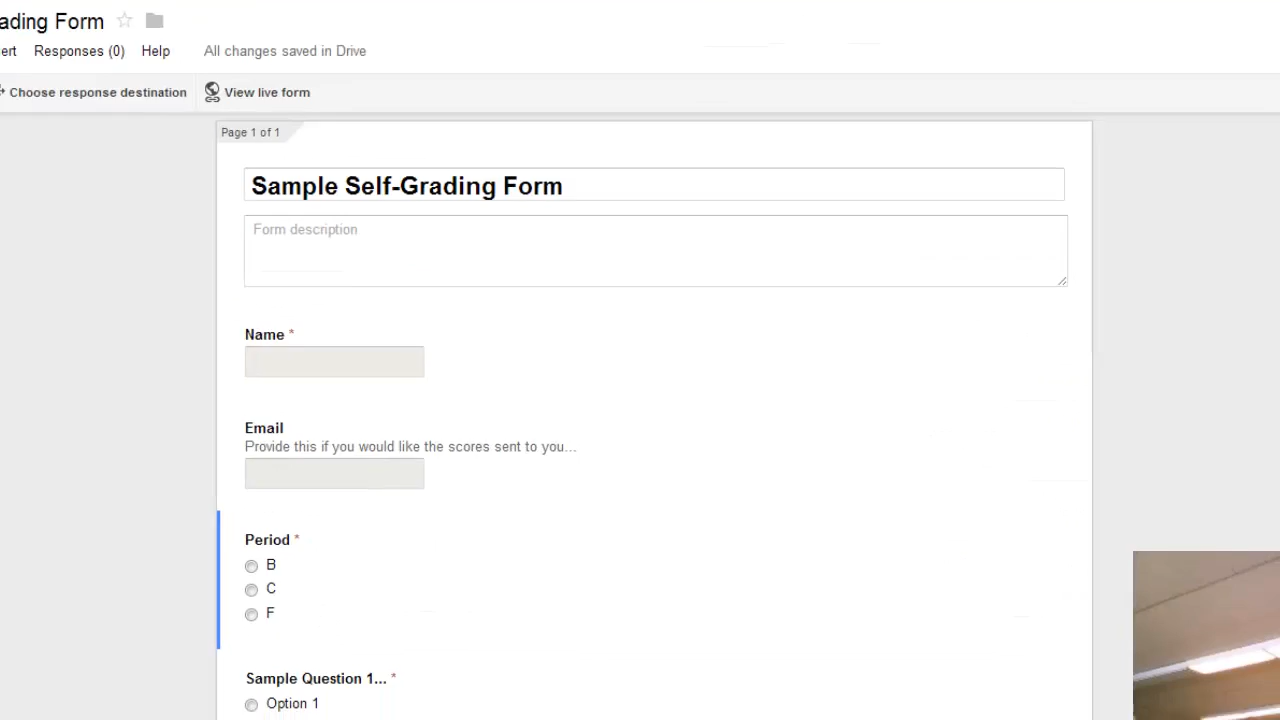 ading Form
ert Responses (0) Help All changes saved in Drive
Choose response destination View live form
Page 1 of 1
Sample Self-Grading Form
Form description
Name *
Email
Provide this if you would like the scores sent to you...
Period *
B
C
F
Sample Question 1... *
Option 1